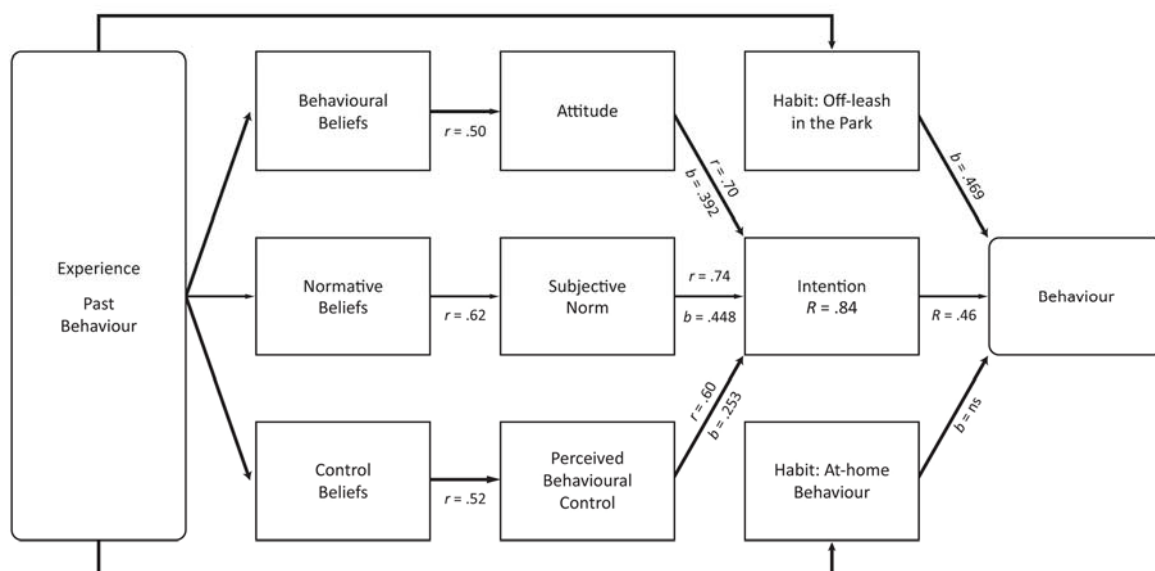 Experience
Past
Behaviour
Behavioural
Beliefs
r = .50
Attitude
r = .70
b = .392
Habit: Off-leash
in the Park
b = .469
Normative
Beliefs
r = .62
Subjective
Norm
r = .74
b = .448
Intention
R = .84
R = .46
Behaviour
Control
Beliefs
r = .52
Perceived
Behavioural
Control
r = .60
b = .253
Habit: At-home
Behaviour
b = ns